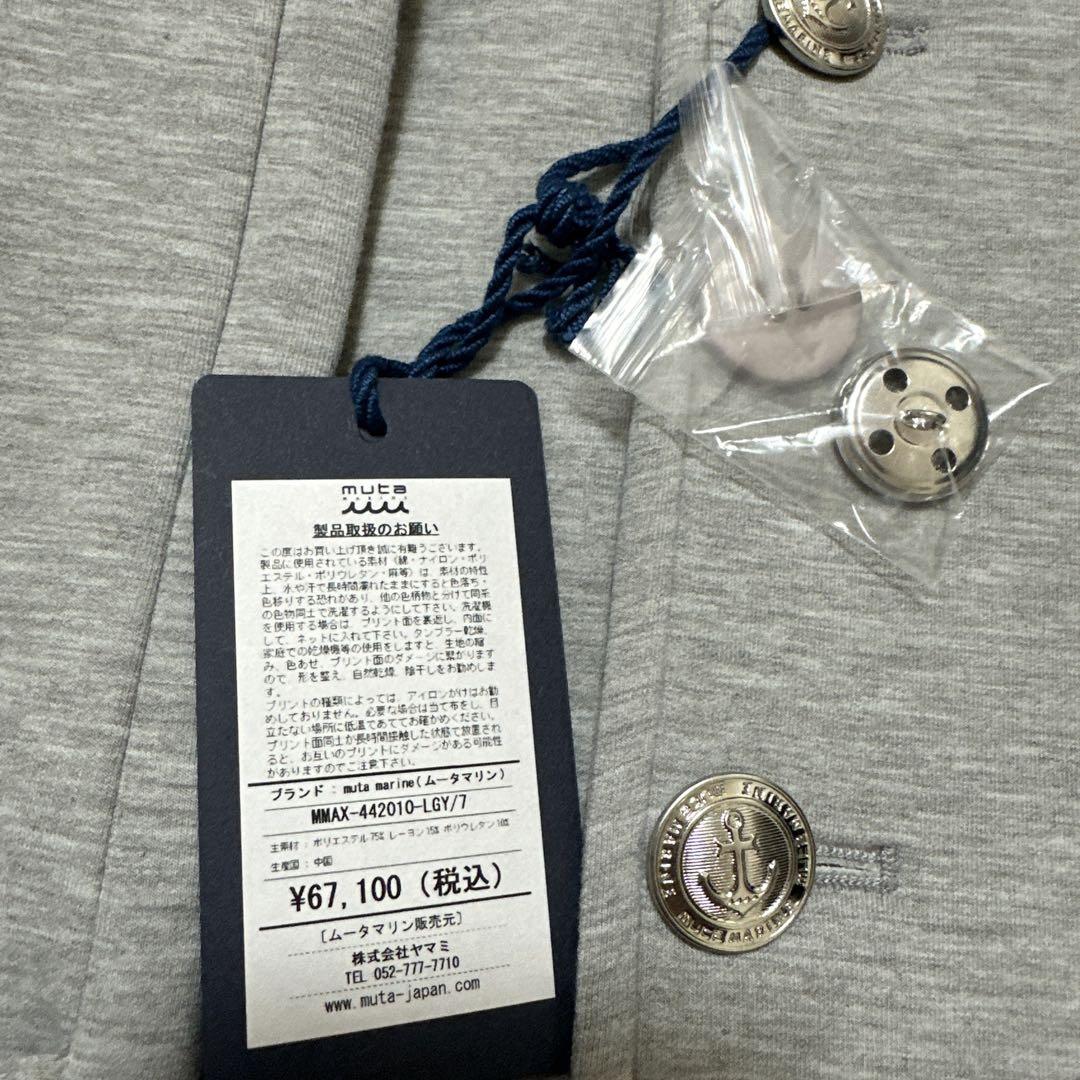 MARINE
muta
MARINE
製品取扱のお願い
この度はお買い上げ頂き誠に有難うございます。
製品に使用されている素材（綿・ナイロン・ポリ
エステル・ポリウレタン・麻等）は、素材の特性
上、水や汗で長時間濡れたままにすると色落ち・
色移りする恐れがあり、他の色柄物と分けて同系
の色物同士で洗濯するようにして下さい。洗濯機
を使用する場合は、プリント面を裏返し、内面に
して、ネットに入れて下さい。タンブラー乾燥、
家庭での乾燥機等の使用をしますと、生地の縮
み、色あせ、プリント面のダメージに繋がります
ので、形を整え、自然乾燥、陰干しをお勧めしま
す。
プリントの種類によっては、アイロンがけはお勧
めしておりません。必要な場合は当て布をし、目
立たない場所に低温であててお確かめください。
プリント面同士が長時間接触した状態で放置され
ると、お互いのプリントにダメージがある可能性
がありますのでご注意下さい。
ブランド : muta marine(ムータマリン)
MMAX-442010-LGY/7
主素材 : ポリエステル75% レーヨン15% ポリウレタン10%
生産国 : 中国
¥67,100 (税込)
[ムータマリン販売元]
株式会社ヤマミ
TEL 052-777-7710
www.muta-japan.com
MUTA MARINE